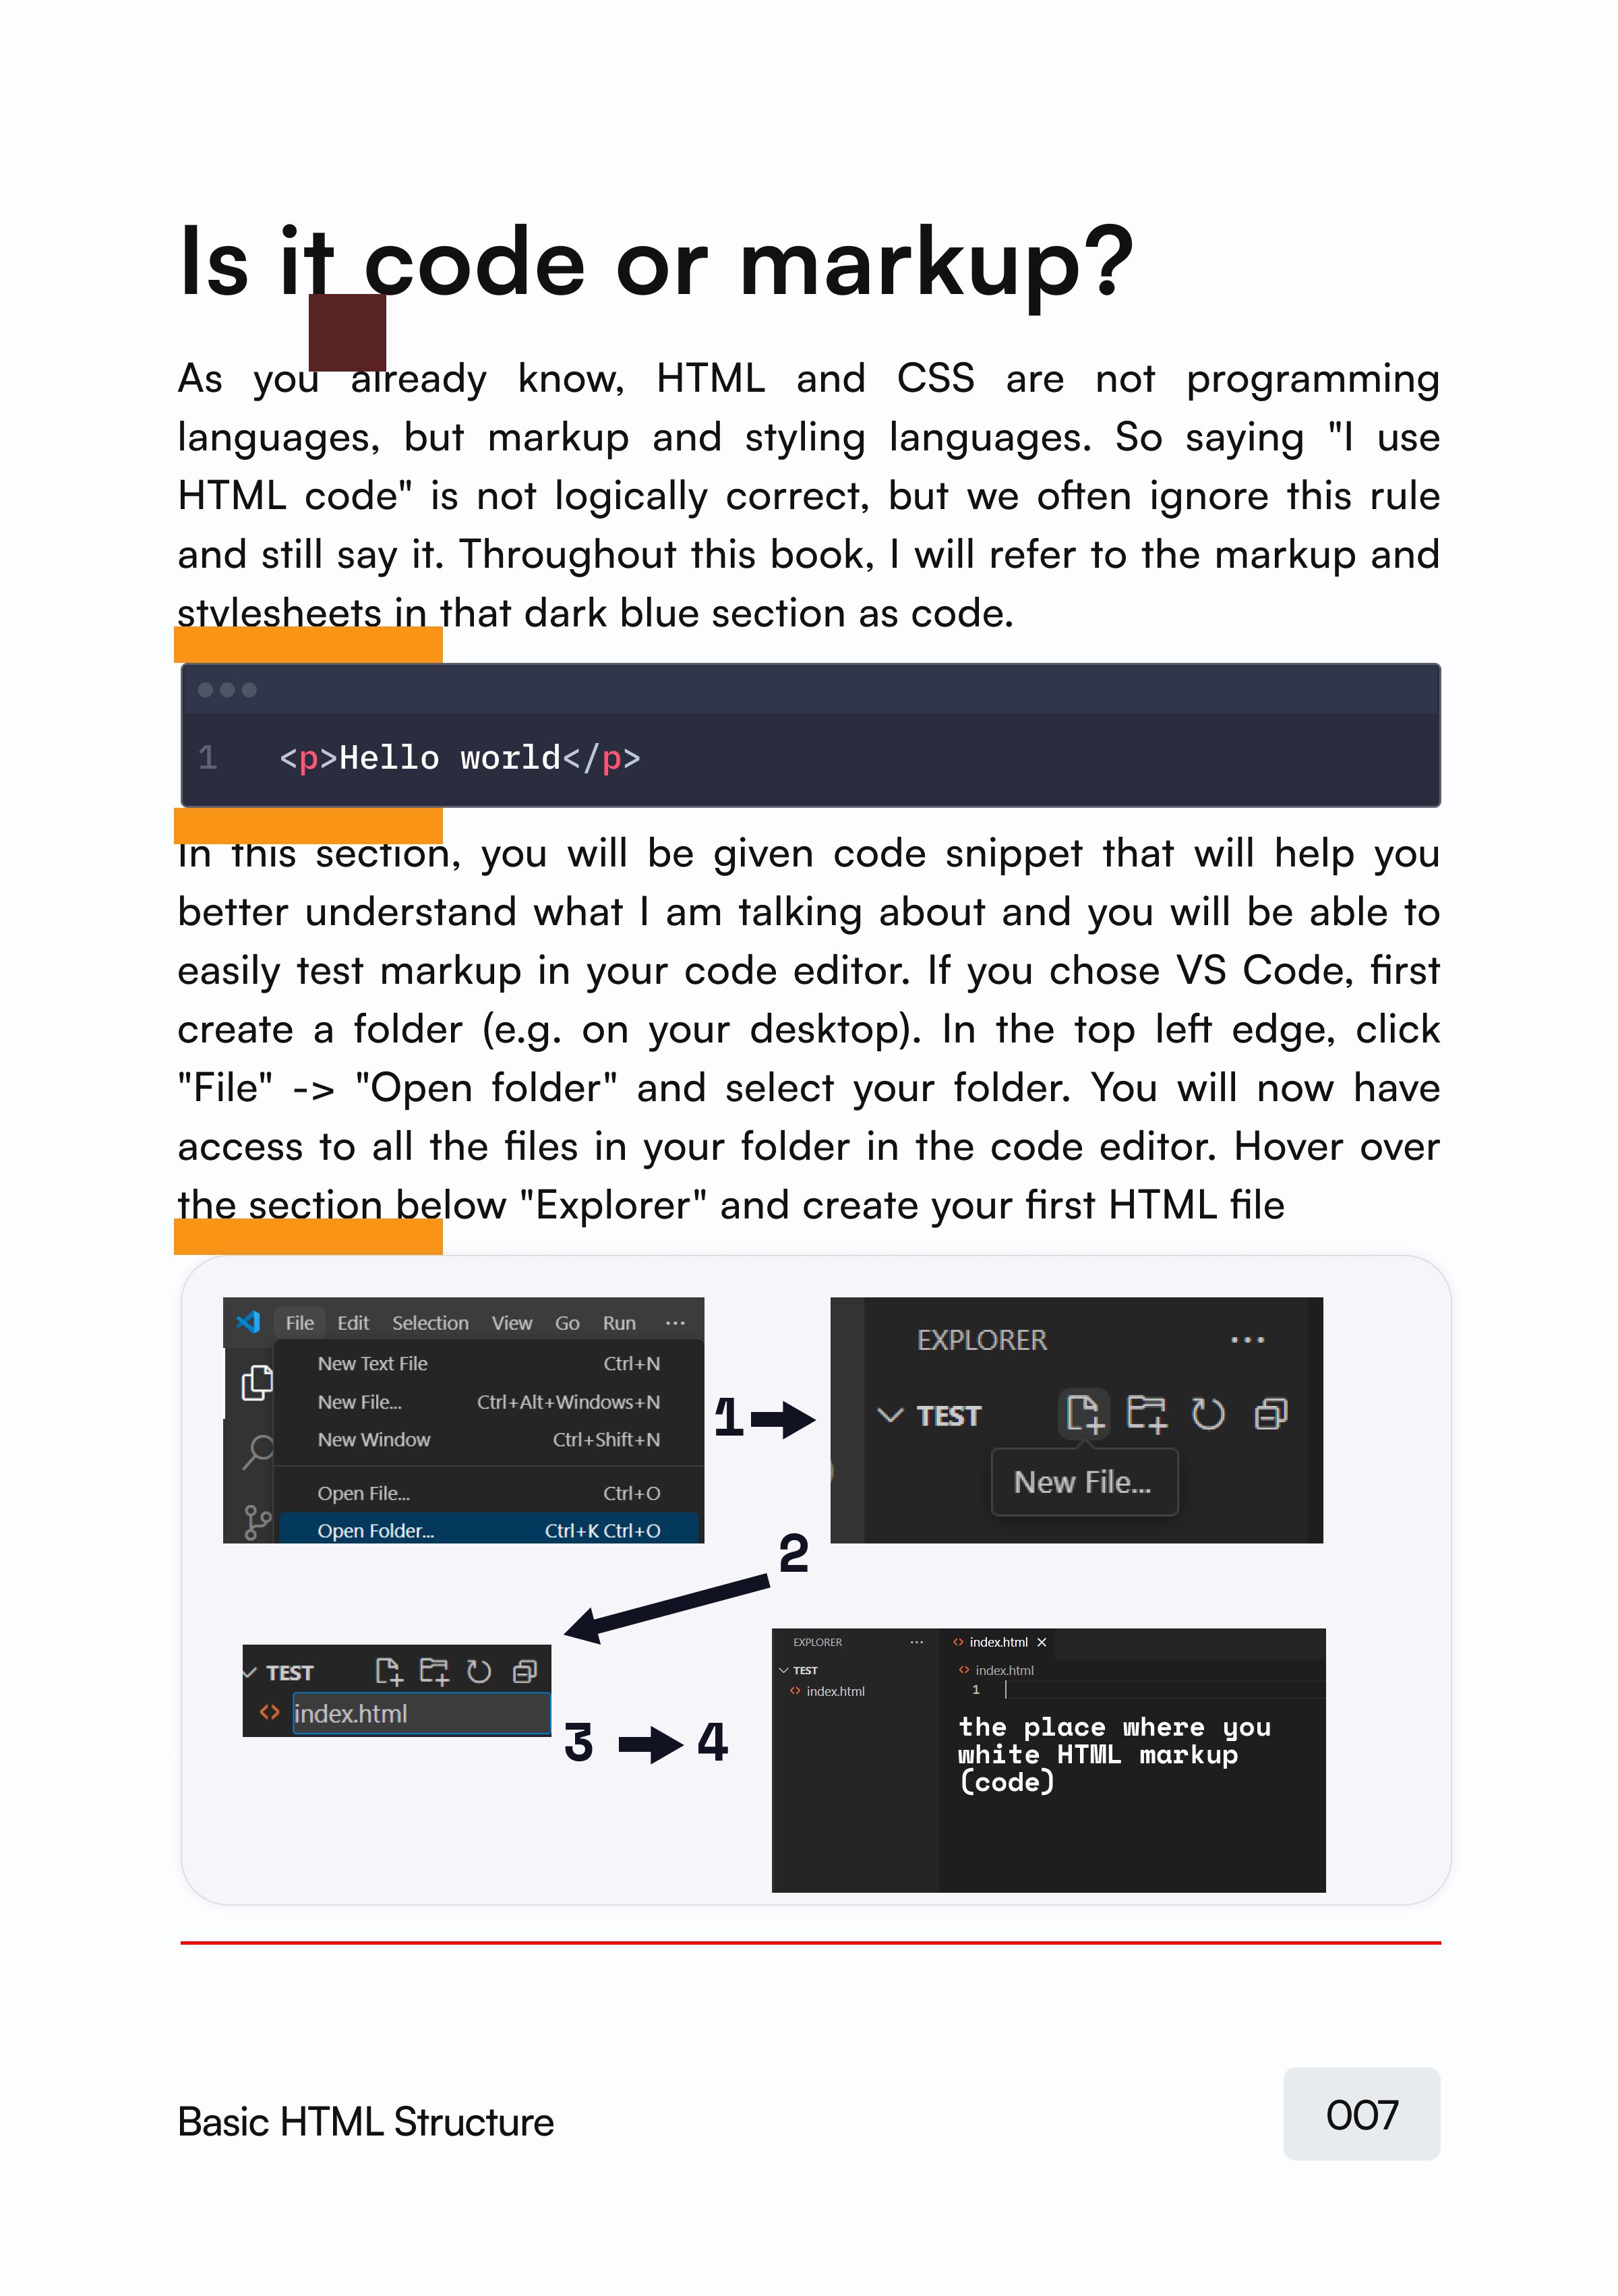 Is it code or markup?
As you already know, HTML and CSS are not programming
languages, but markup and styling languages. So saying "I use
HTML code" is not logically correct, but we often ignore this rule
and still say it. Throughout this book, I will refer to the markup and
stylesheets in that dark blue section as code.
1 <p>Hello world</p>
In this section, you will be given code snippet that will help you
better understand what I am talking about and you will be able to
easily test markup in your code editor. If you chose VS Code, first
create a folder (e.g. on your desktop). In the top left edge, click
"File" -> "Open folder" and select your folder. You will now have
access to all the files in your folder in the code editor. Hover over
the section below "Explorer" and create your first HTML file
File Edit Selection View Go Run ...
New Text File Ctrl+N
New File... Ctrl+Alt+Windows+N
New Window Ctrl+Shift+N
Open File... Ctrl+O
Open Folder... Ctrl+K Ctrl+O
1
EXPLORER ...
TEST
New File...
2
TEST
index.html
3
4
EXPLORER ...
TEST
index.html
index.html
index.html
1
the place where you
white HTML markup
(code)
Basic HTML Structure
007